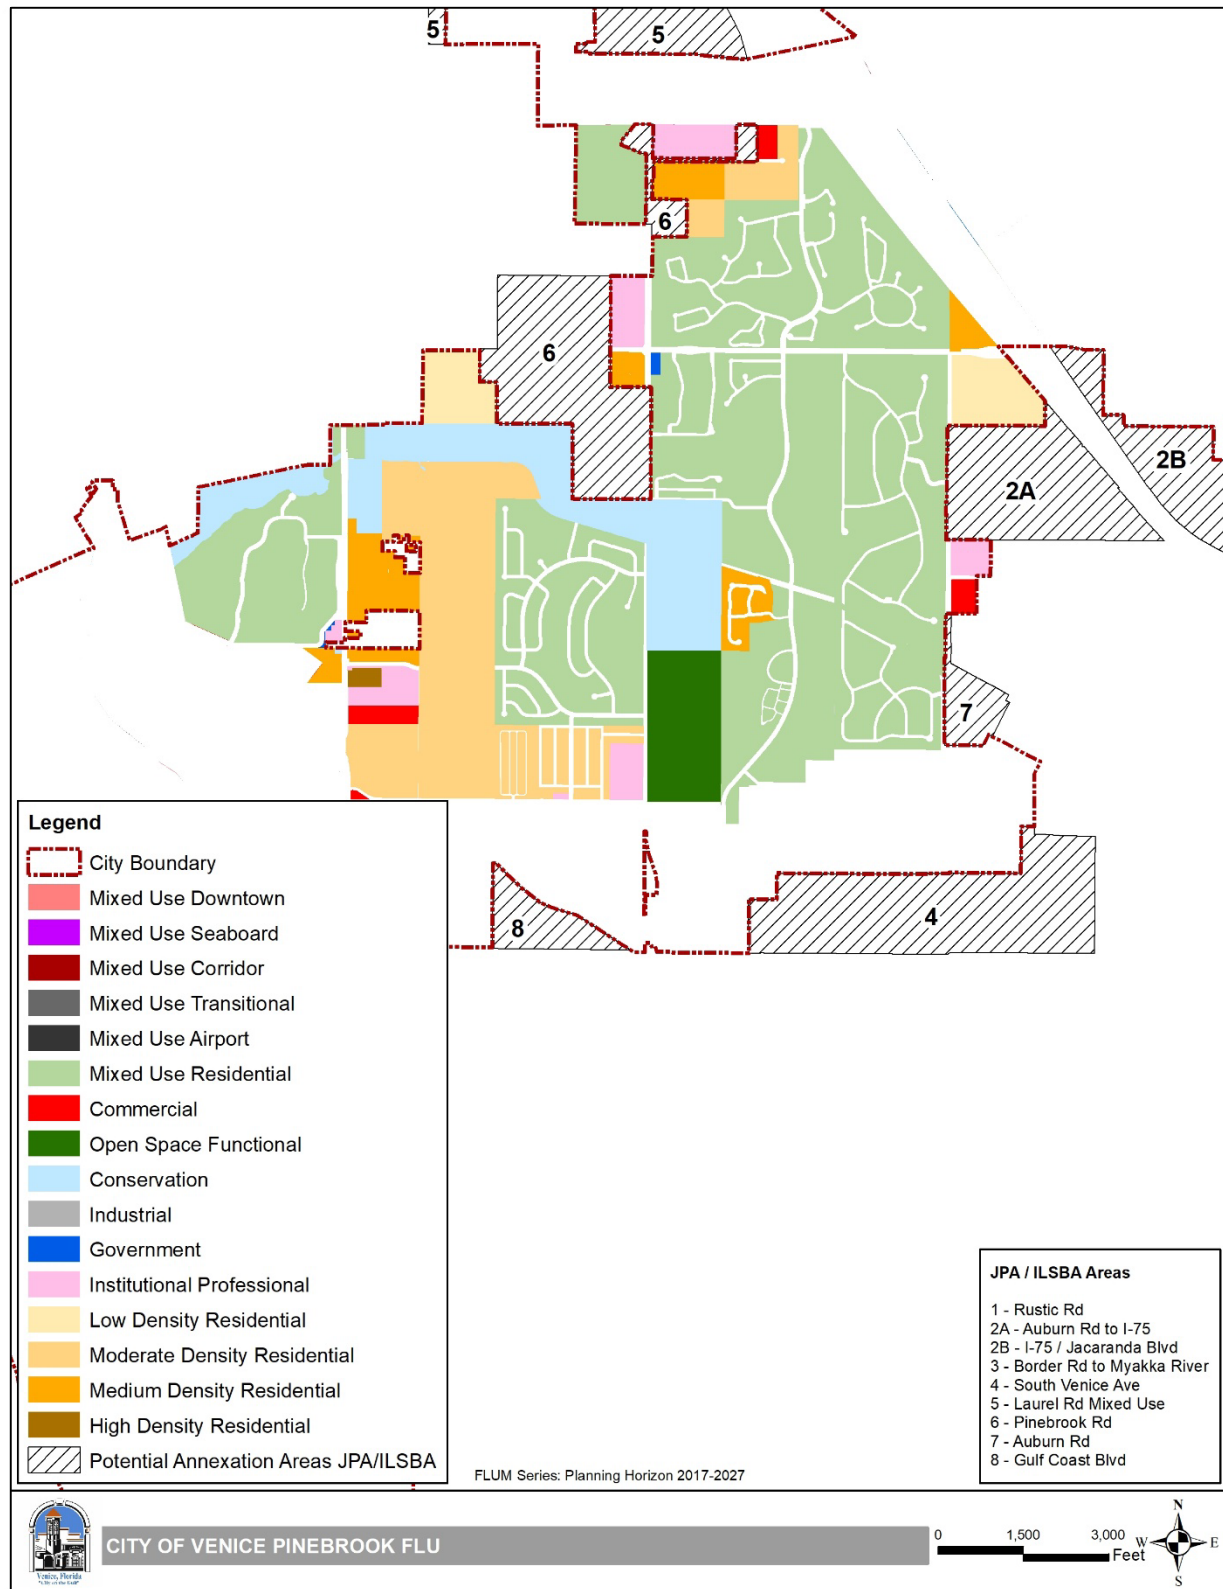 5
5
6
6
2B
2A
7
8
4
Legend
City Boundary
Mixed Use Downtown
Mixed Use Seaboard
Mixed Use Corridor
Mixed Use Transitional
Mixed Use Airport
Mixed Use Residential
Commercial
Open Space Functional
Conservation
Industrial
Government
Institutional Professional
Low Density Residential
Moderate Density Residential
Medium Density Residential
High Density Residential
Potential Annexation Areas JPA/ILSBA
JPA / ILSBA Areas
1 - Rustic Rd
2A - Auburn Rd to I-75
2B - I-75 / Jacaranda Blvd
3 - Border Rd to Myakka River
4 - South Venice Ave
5 - Laurel Rd Mixed Use
6 - Pinebrook Rd
7 - Auburn Rd
8 - Gulf Coast Blvd
FLUM Series: Planning Horizon 2017-2027
Venice, Florida
CITY OF VENICE PINEBROOK FLU
0 1,500 3,000
Feet
N
W E
S